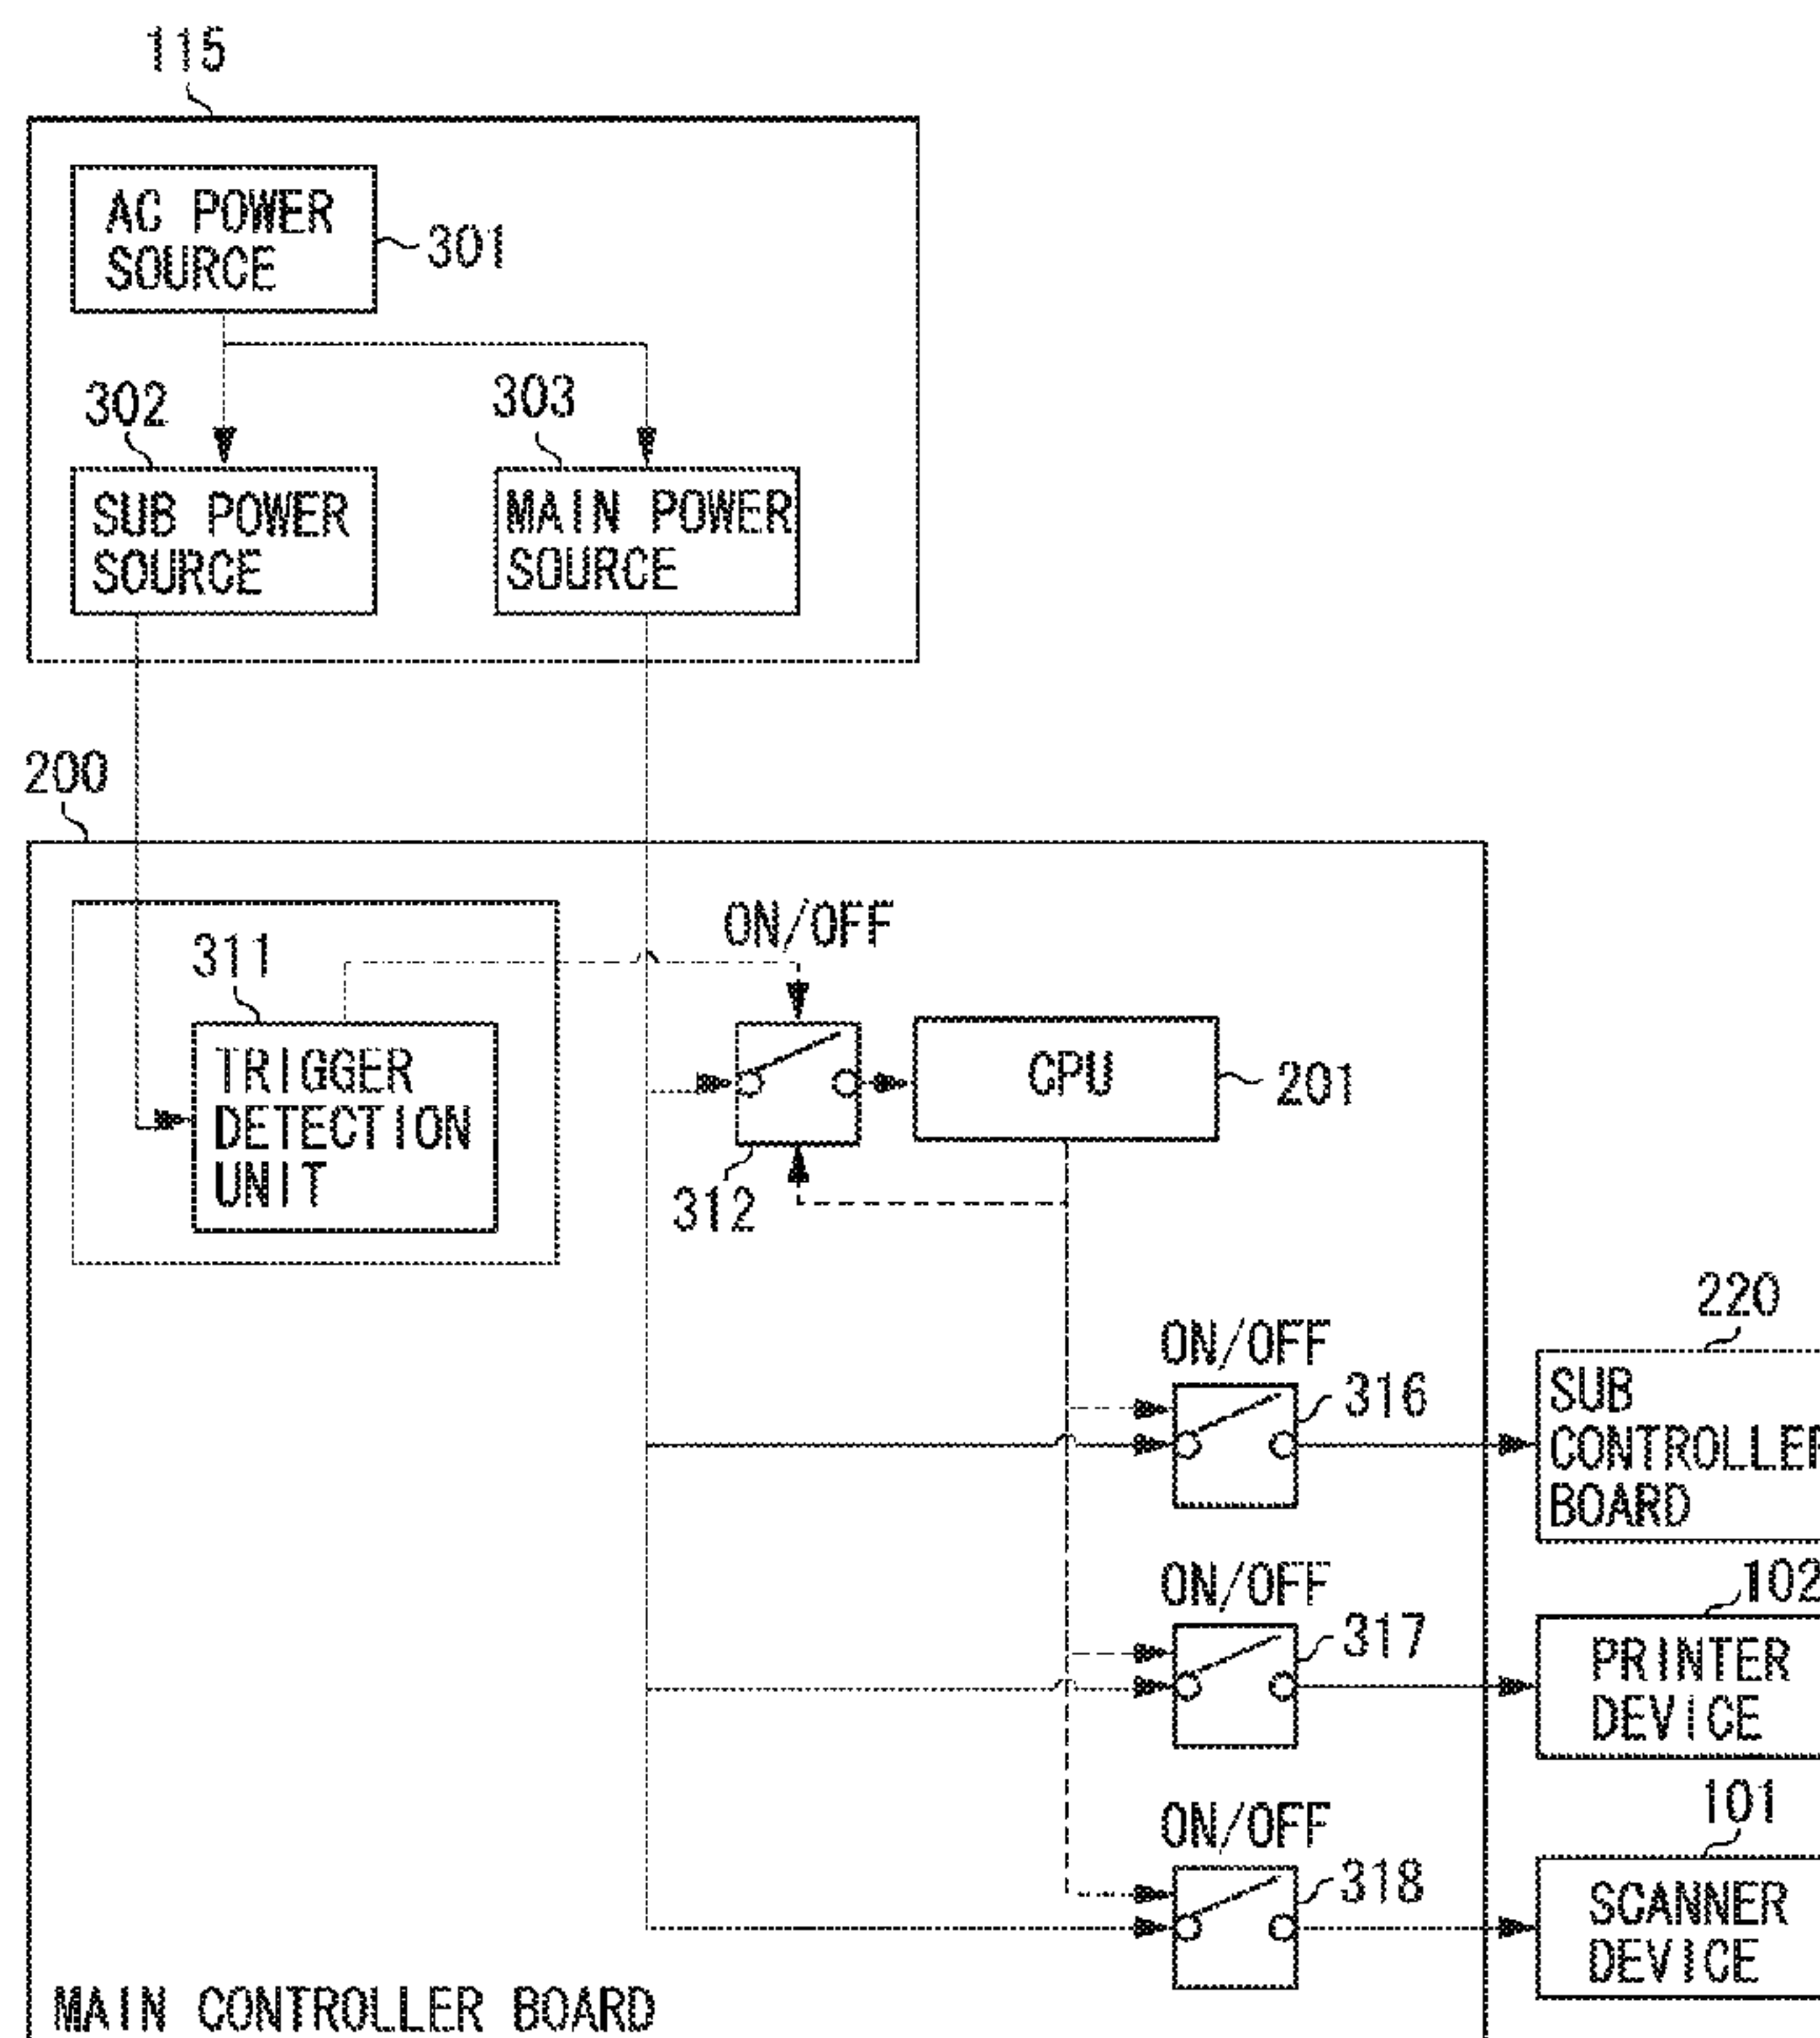 115
AC POWER
SOURCE
301
302
303
SUB POWER
SOURCE
MAIN POWER
SOURCE
200
ON/OFF
311
TRIGGER
DETECTION
UNIT
CPU
201
312
220
ON/OFF
316
SUB
CONTROLLER
BOARD
102
ON/OFF
317
PRINTER
DEVICE
101
ON/OFF
318
SCANNER
DEVICE
MAIN CONTROLLER BOARD